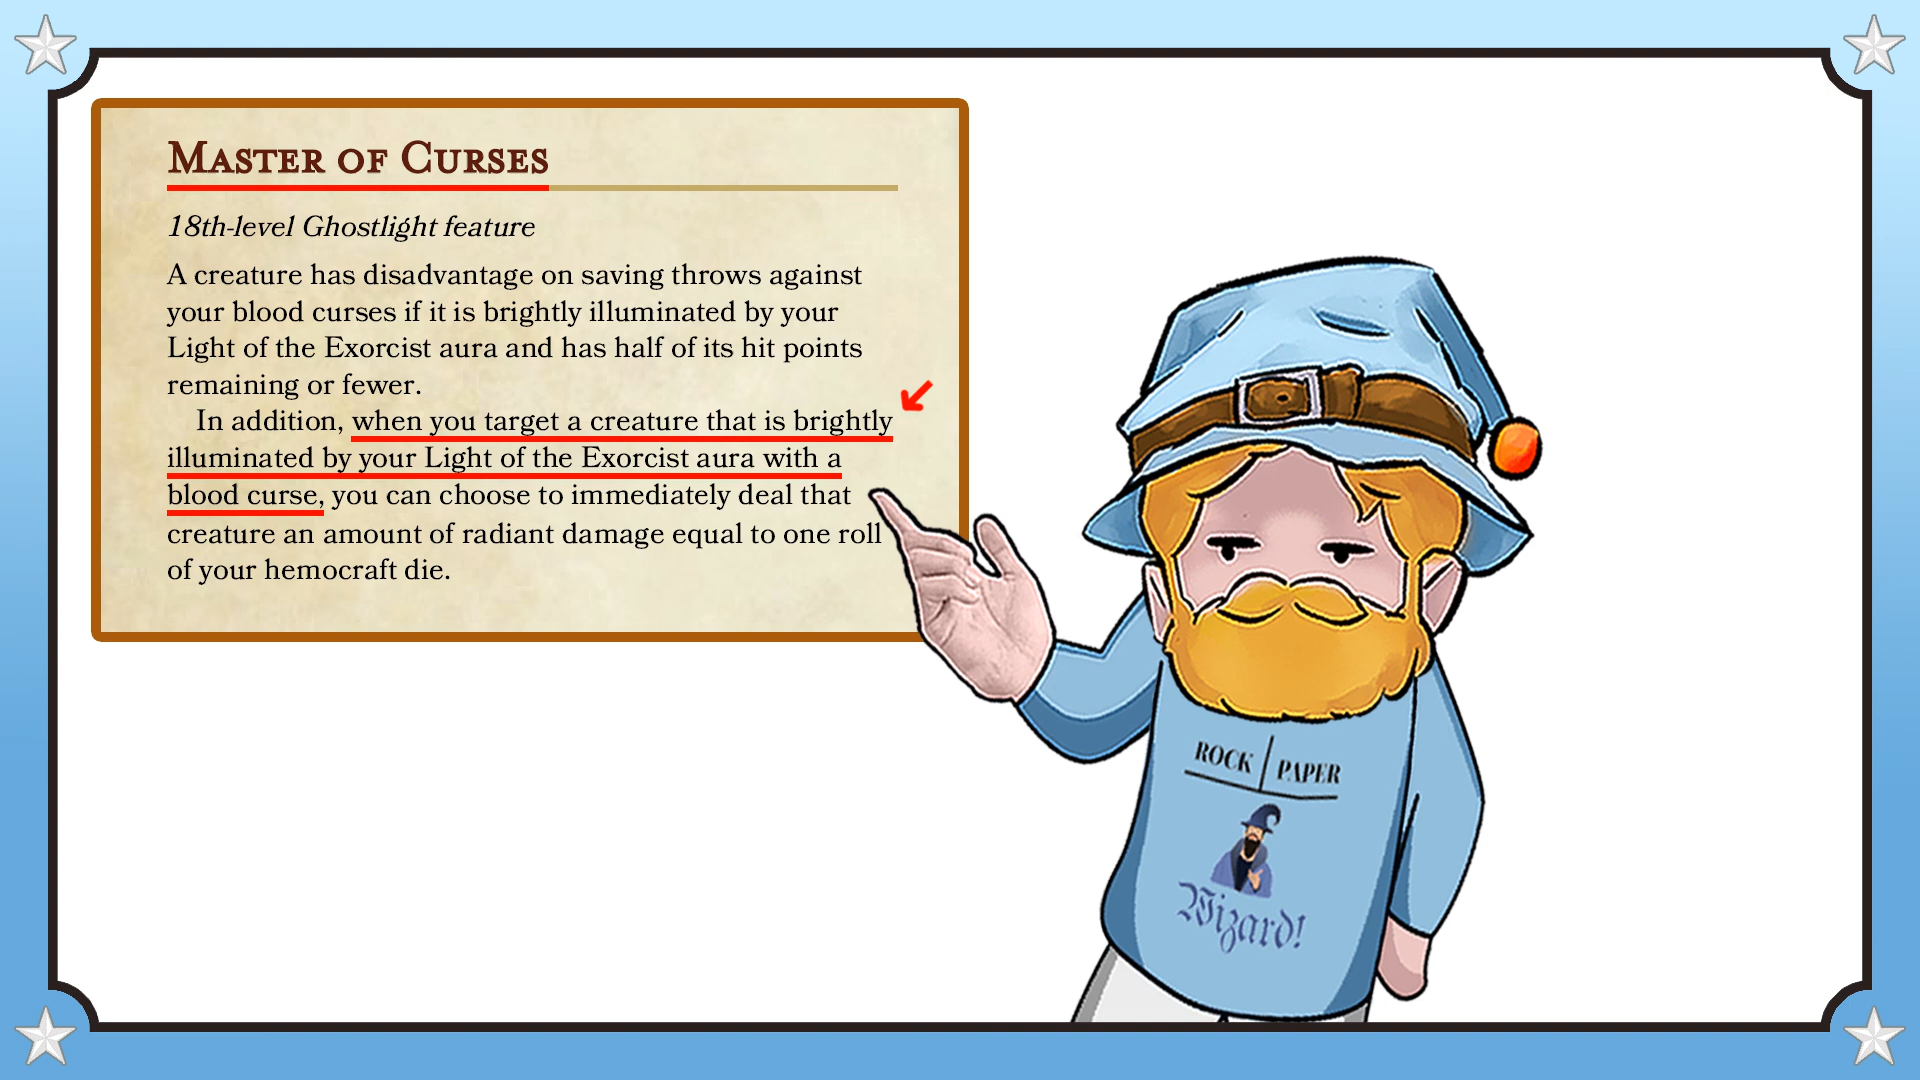 Master of Curses
18th-level Ghostlight feature
A creature has disadvantage on saving throws against
your blood curses if it is brightly illuminated by your
Light of the Exorcist aura and has half of its hit points
remaining or fewer.
In addition, when you target a creature that is brightly
illuminated by your Light of the Exorcist aura with a
blood curse, you can choose to immediately deal that
creature an amount of radiant damage equal to one roll
of your hemocraft die.
ROCK PAPER
Wizard!